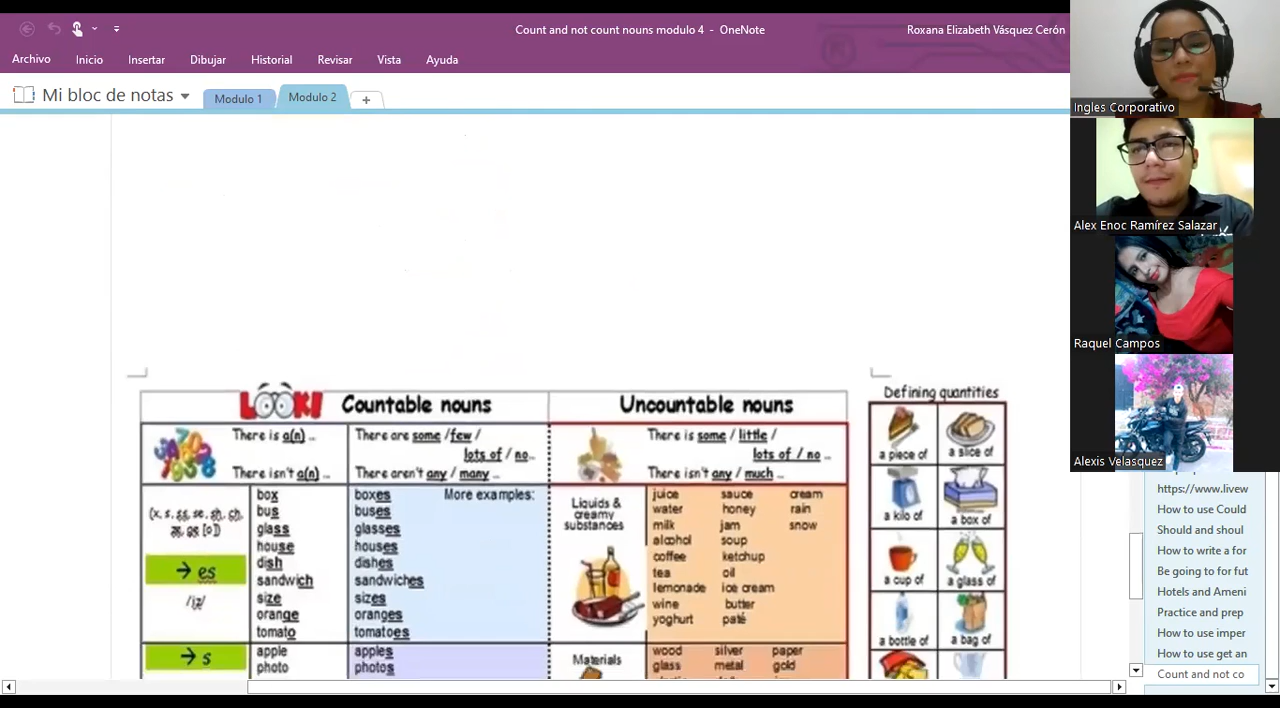 Count and not count nouns modulo 4 - OneNote
Roxana Elizabeth Vásquez Cerón
Archivo Inicio Insertar Dibujar Historial Revisar Vista Ayuda
Mi bloc de notas
Modulo 1
Modulo 2
+
Ingles Corporativo
Alex Enoc Ramírez Salazar
Raquel Campos
Alexis Velasquez
LOOK!
Countable nouns
Uncountable nouns
There is a(n) ...
There isn't a(n) ...
There are some /few /
lots of / no...
There aren't any / many ...
There is some / little /
lots of / no ...
There isn't any / much ...
→ es
box
bus
glass
house
dish
sandwich
size
orange
tomato
boxes
buses
glasses
houses
dishes
sandwiches
sizes
oranges
tomatoes
More examples:
Liquids &
creamy
substances
juice sauce cream
water honey rain
milk jam snow
alcohol soup
coffee ketchup
tea oil
lemonade ice cream
wine butter
yoghurt paté
→ s
apple
photo
apples
photos
Materials
wood silver paper
glass metal gold
Defining quantities
a piece of
a slice of
a kilo of
a box of
a cup of
a glass of
a bottle of
a bag of
https://www.livew
How to use Could
Should and shoul
How to write a for
Be going to for fut
Hotels and Ameni
Practice and prep
How to use imper
How to use get an
Count and not co